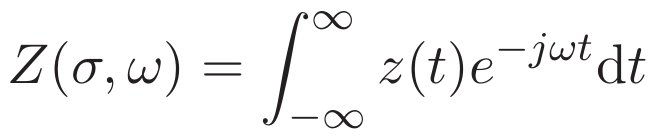 Z(σ, ω) = ∫_{-∞}^{∞} z(t)e^{-jωt}dt